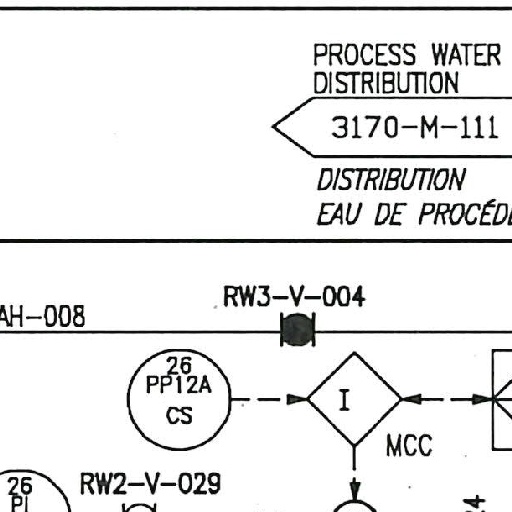 PROCESS WATER
DISTRIBUTION
3170-M-111
DISTRIBUTION
EAU DE PROCÉD
RW3-V-004
AH-008
26
PP12A
CS
I
MCC
26
PI
RW2-V-029
24